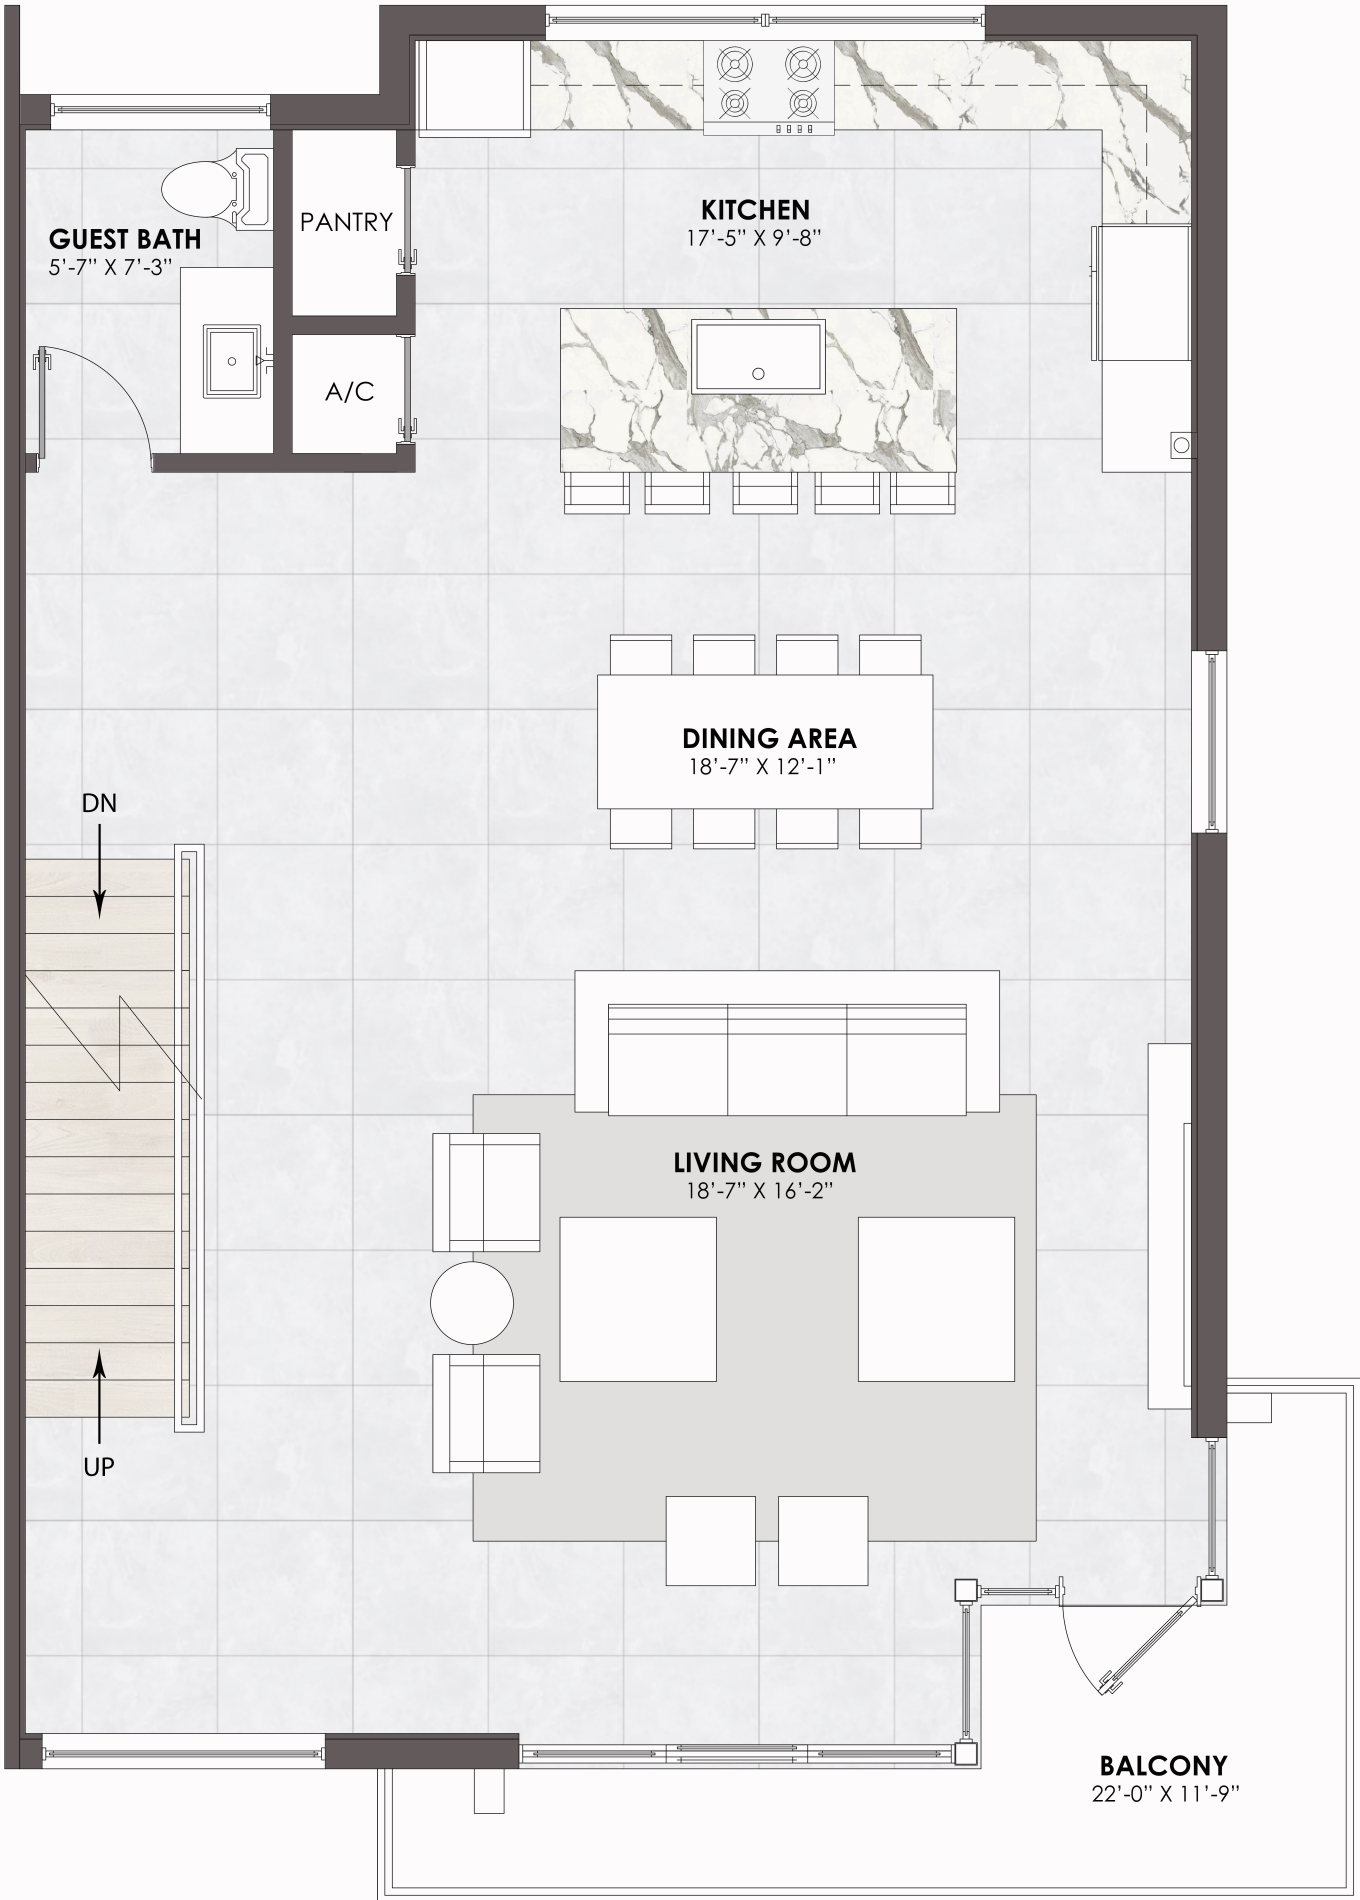 KITCHEN
17’-5” X 9’-8”
PANTRY
GUEST BATH
5’-7” X 7’-3”
A/C
DINING AREA
18’-7” X 12’-1”
DN
LIVING ROOM
18’-7” X 16’-2”
UP
BALCONY
22’-0” X 11’-9”